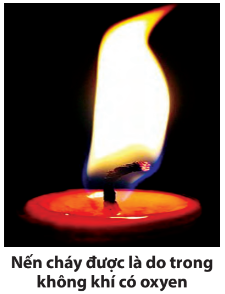 Nến cháy được là do trong
không khí có oxyen